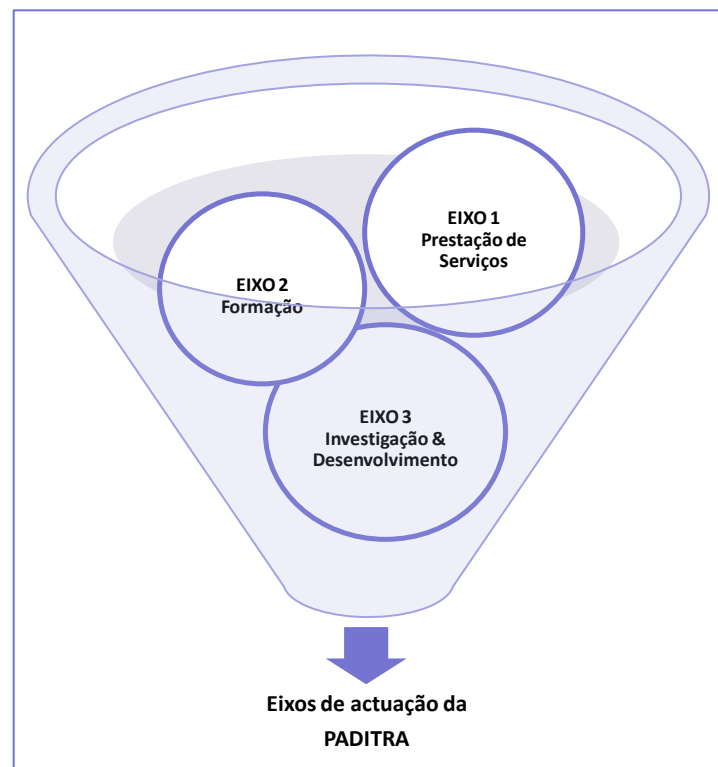 EIXO 1
Prestação de
Serviços
EIXO 2
Formação
EIXO 3
Investigação &
Desenvolvimento
Eixos de actuação da
PADITRA